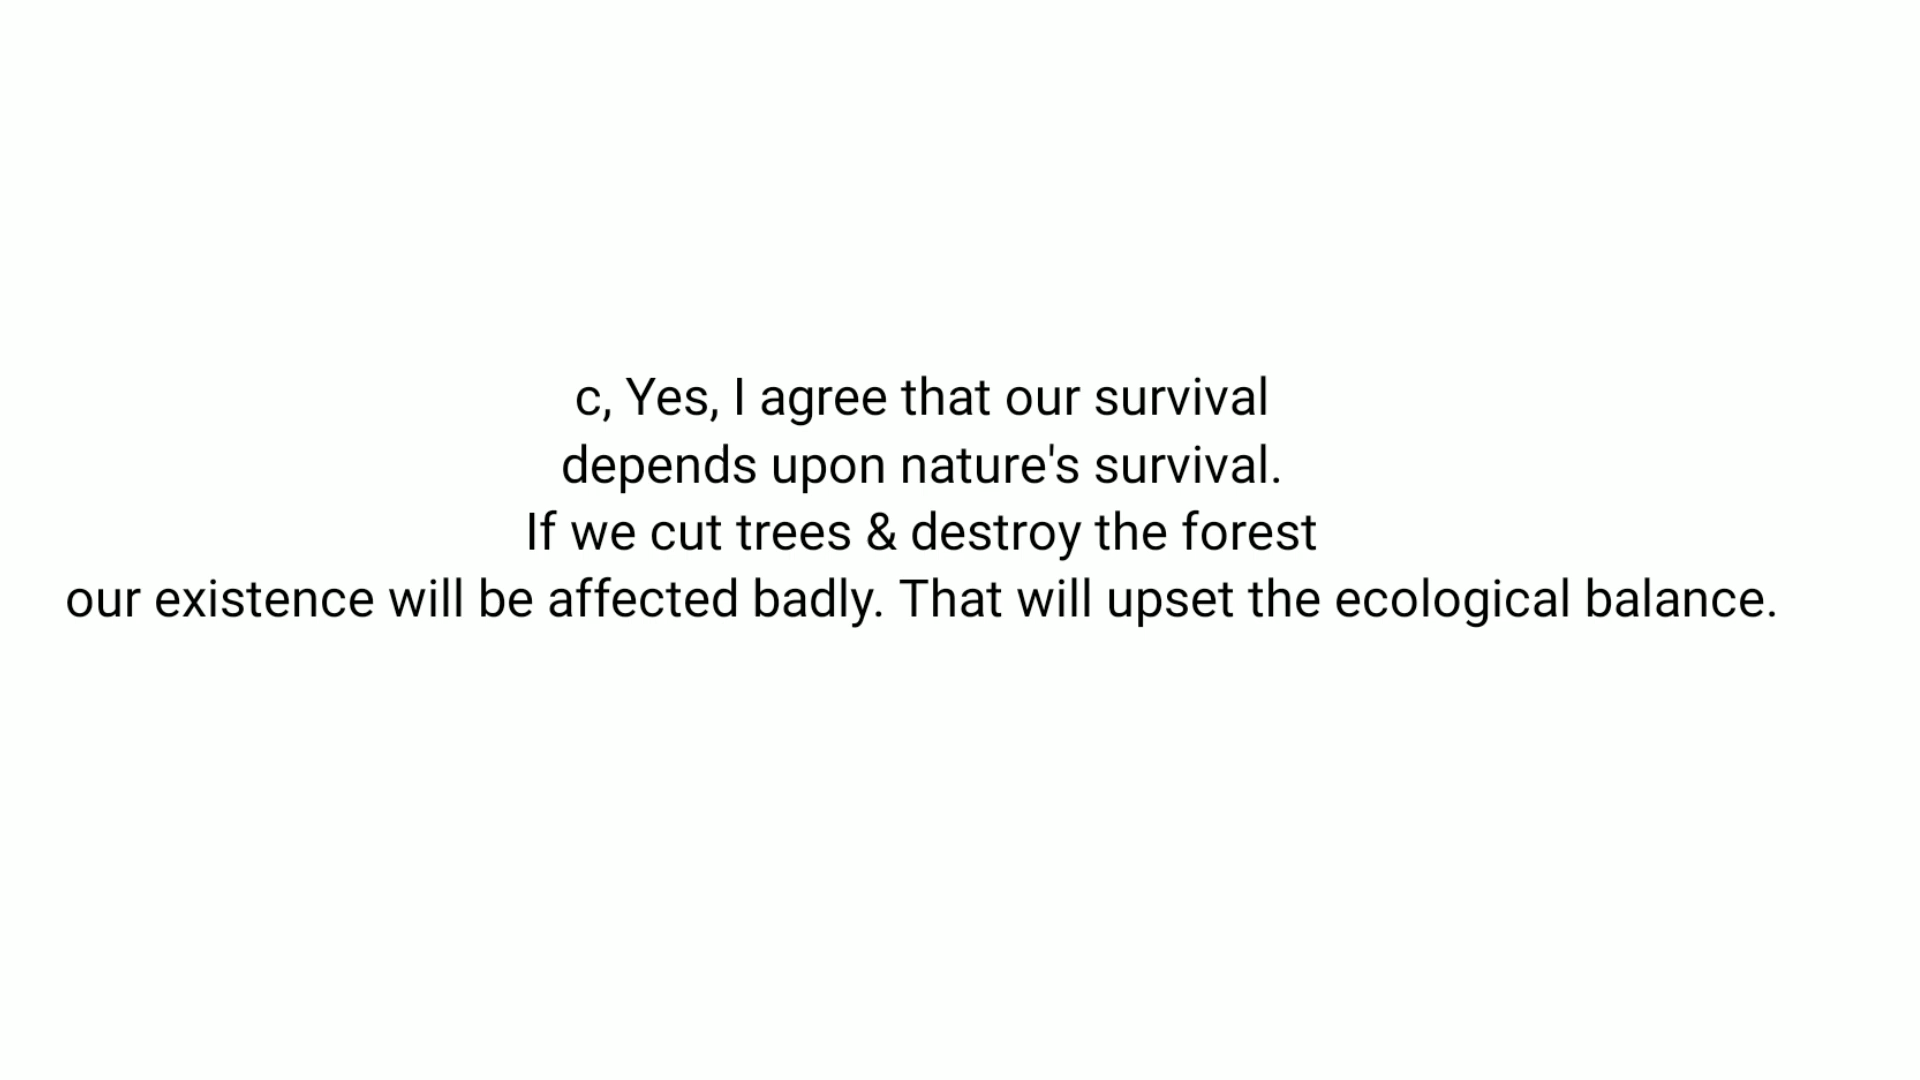 c, Yes, I agree that our survival
depends upon nature's survival.
If we cut trees & destroy the forest
our existence will be affected badly. That will upset the ecological balance.